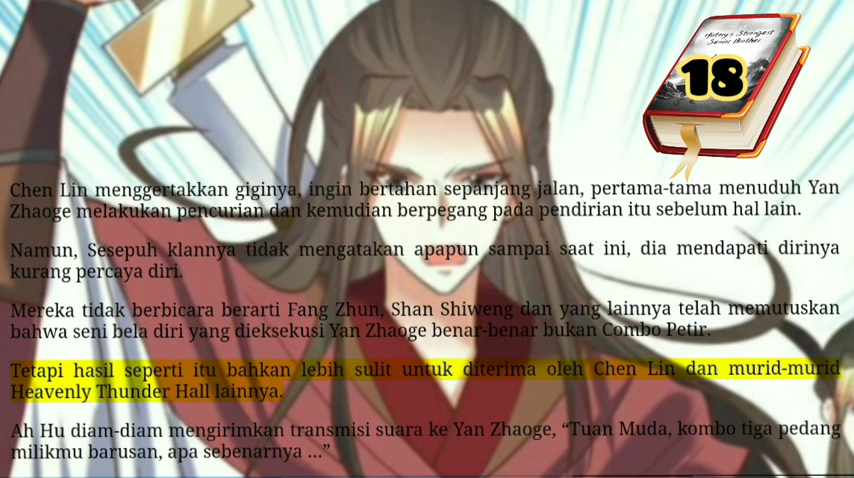 History's Strongest
Senior Brother
18
Chen Lin menggertakkan giginya, ingin bertahan sepanjang jalan, pertama-tama menuduh Yan
Zhaoge melakukan pencurian dan kemudian berpegang pada pendirian itu sebelum hal lain.
Namun, Sesepuh klannya tidak mengatakan apapun sampai saat ini, dia mendapati dirinya
kurang percaya diri.
Mereka tidak berbicara berarti Fang Zhun, Shan Shiweng dan yang lainnya telah memutuskan
bahwa seni bela diri yang dieksekusi Yan Zhaoge benar-benar bukan Combo Petir.
Tetapi hasil seperti itu bahkan lebih sulit untuk diterima oleh Chen Lin dan murid-murid
Heavenly Thunder Hall lainnya.
Ah Hu diam-diam mengirimkan transmisi suara ke Yan Zhaoge, “Tuan Muda, kombo tiga pedang
milikmu barusan, apa sebenarnya ...”